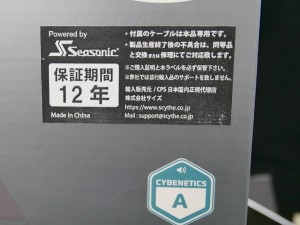 Powered by
Seasonic
保証期間
12年
Made in China
・付属のケーブルは本品専用です。
・製品生産終了後の不具合は、同等品
と交換または修理にてご対応致します。
※ご購入証明と本ラベルを必ず保管下さい。
※弊社では並行輸入品のサポートを致しません。
輸入販売元 / CPS 日本国内正規代理店
株式会社サイズ
https://www.scythe.co.jp
Mail : support@scythe.co.jp
CYBENETICS
A